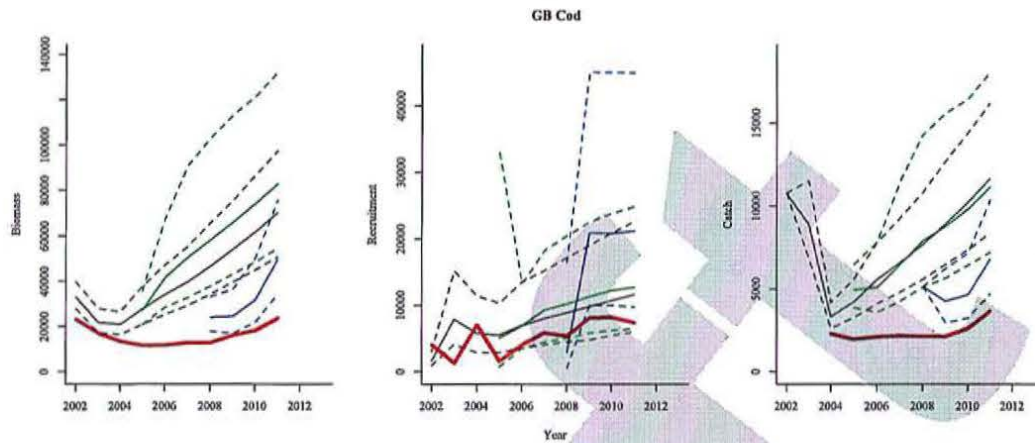 GB Cod
Biomass
0 20000 40000 60000 80000 100000 140000
2002 2004 2006 2008 2010 2012
Recruitment
0 10000 20000 30000 40000
2002 2004 2006 2008 2010 2012
Catch
0 5000 10000 15000
2002 2004 2006 2008 2010 2012
Year